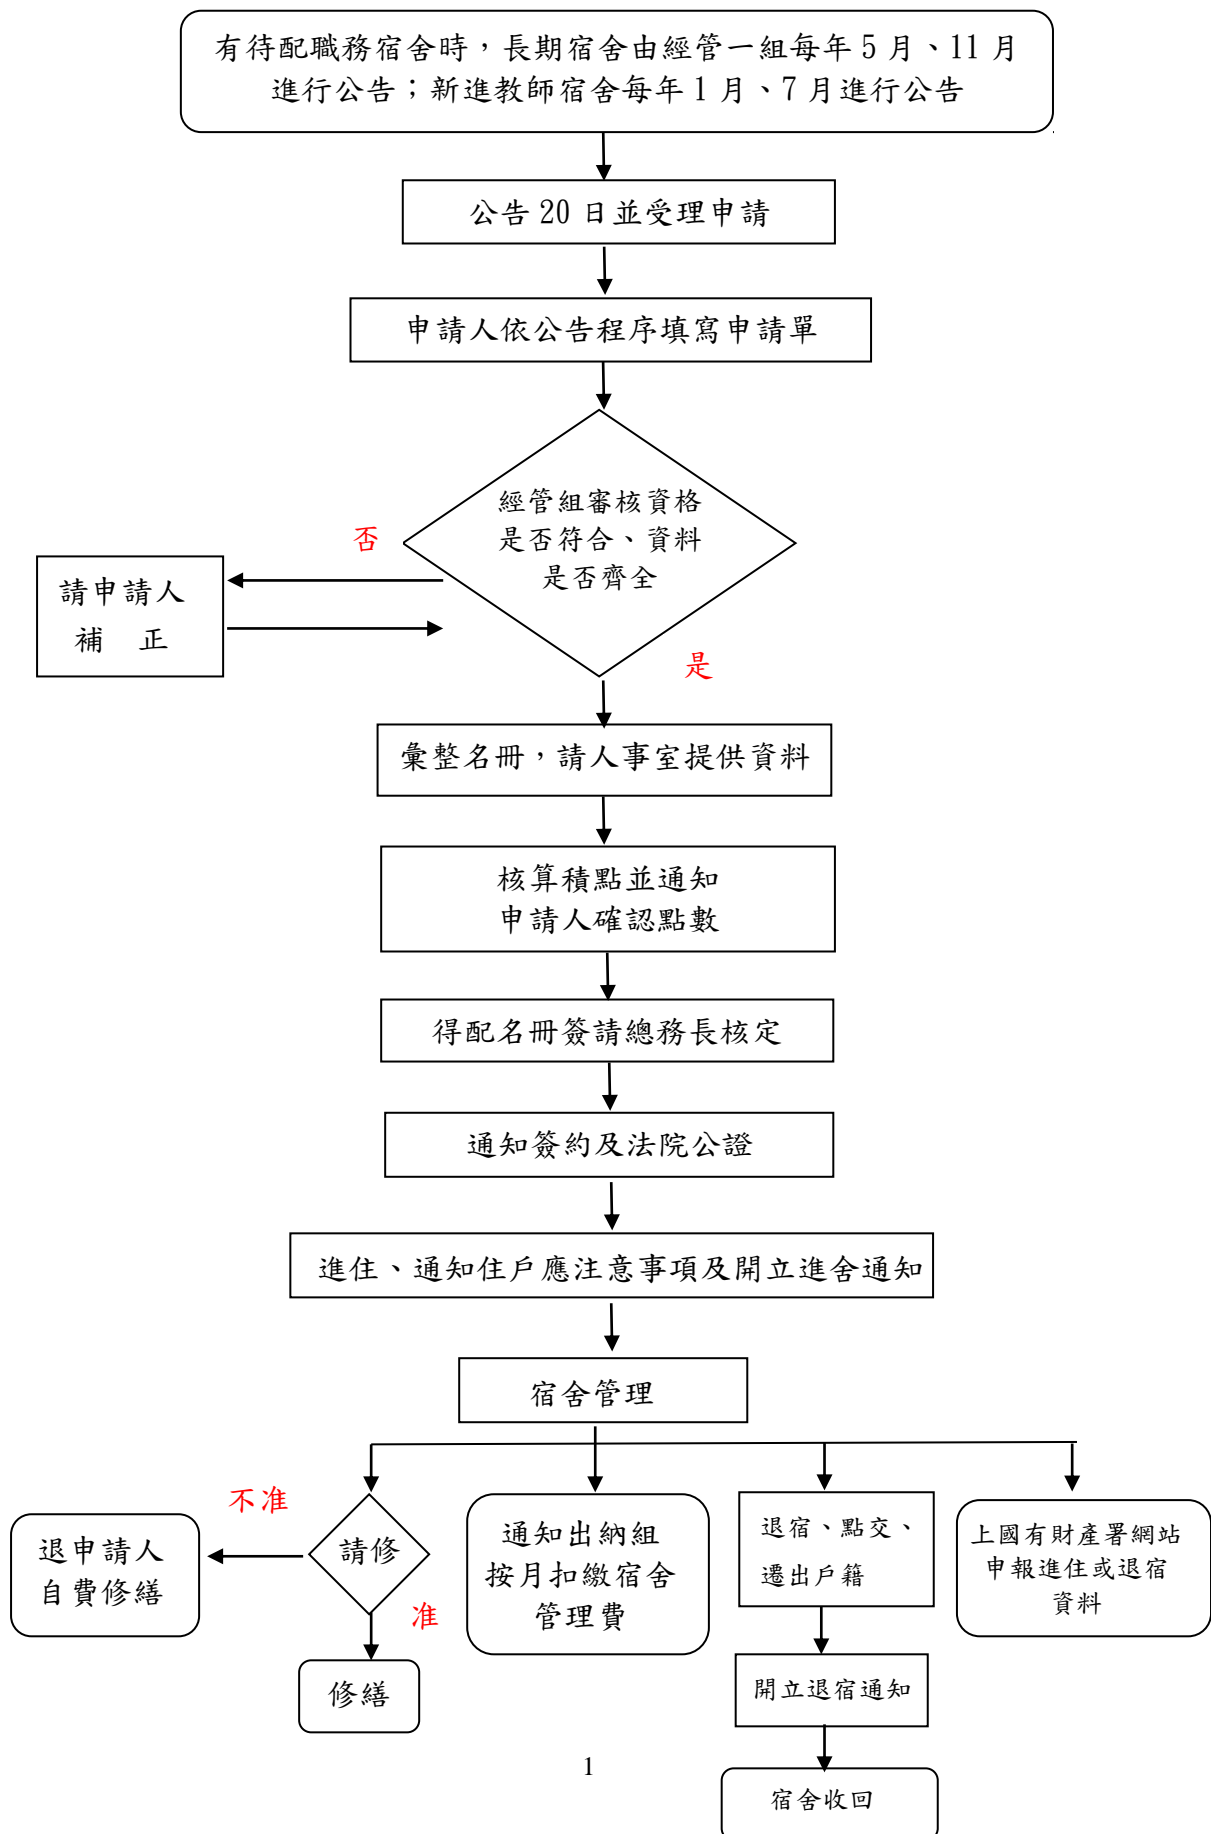 有待配職務宿舍時，長期宿舍由經管一組每年 5 月、11 月
進行公告；新進教師宿舍每年 1 月、7 月進行公告
公告 20 日並受理申請
申請人依公告程序填寫申請單
經管組審核資格
是否符合、資料
是否齊全
否
請申請人
補　正
是
彙整名冊，請人事室提供資料
核算積點並通知
申請人確認點數
得配名冊簽請總務長核定
通知簽約及法院公證
進住、通知住戶應注意事項及開立進舍通知
宿舍管理
不准
退申請人
自費修繕
請修
准
修繕
通知出納組
按月扣繳宿舍
管理費
退宿、點交、
遷出戶籍
開立退宿通知
宿舍收回
上國有財產署網站
申報進住或退宿
資料
1